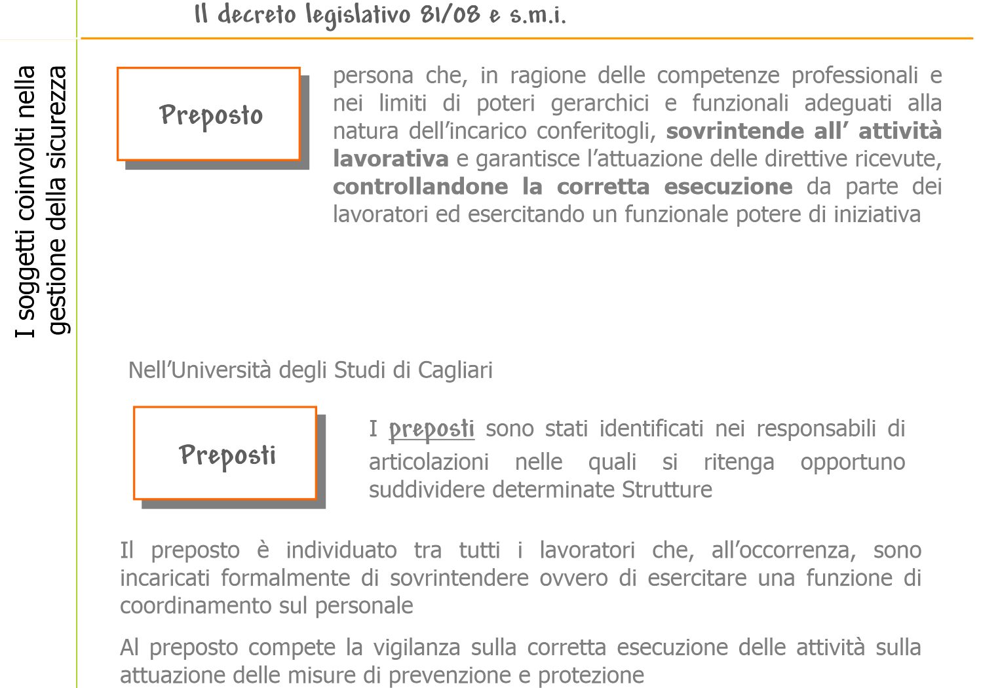 Il decreto legislativo 81/08 e s.m.i.
I soggetti coinvolti nella
gestione della sicurezza
Preposto
persona che, in ragione delle competenze professionali e
nei limiti di poteri gerarchici e funzionali adeguati alla
natura dell’incarico conferitogli, sovrintende all’ attività
lavorativa e garantisce l’attuazione delle direttive ricevute,
controllandone la corretta esecuzione da parte dei
lavoratori ed esercitando un funzionale potere di iniziativa
Nell’Università degli Studi di Cagliari
Preposti
I preposti sono stati identificati nei responsabili di
articolazioni nelle quali si ritenga opportuno
suddividere determinate Strutture
Il preposto è individuato tra tutti i lavoratori che, all’occorrenza, sono
incaricati formalmente di sovrintendere ovvero di esercitare una funzione di
coordinamento sul personale
Al preposto compete la vigilanza sulla corretta esecuzione delle attività sulla
attuazione delle misure di prevenzione e protezione